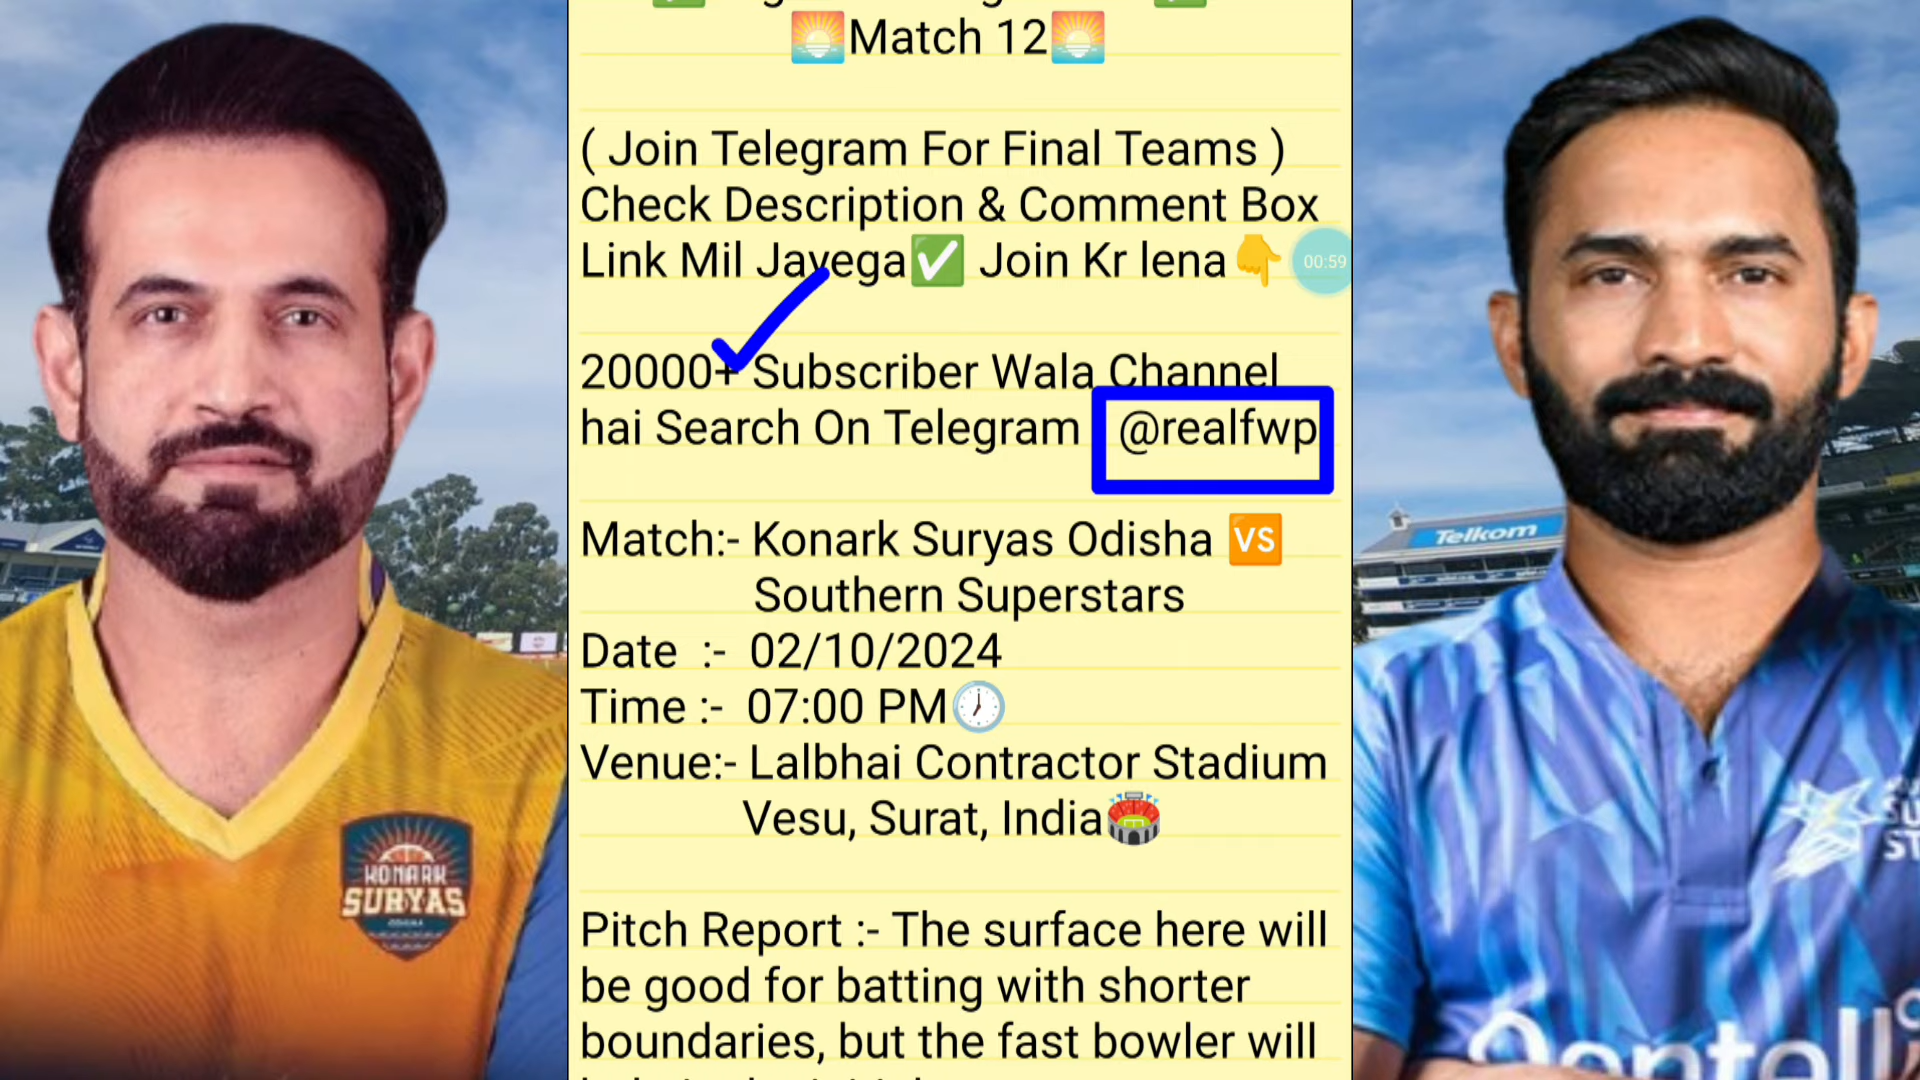 🌅Match 12🌅
( Join Telegram For Final Teams )
Check Description & Comment Box
Link Mil Jayega✅ Join Kr lena👇
00:59
20000+ Subscriber Wala Channel
hai Search On Telegram @realfwp
Match:- Konark Suryas Odisha 🆚
Southern Superstars
Date :- 02/10/2024
Time :- 07:00 PM🕖
Venue:- Lalbhai Contractor Stadium
Vesu, Surat, India🏟️
Pitch Report :- The surface here will
be good for batting with shorter
boundaries, but the fast bowler will
KONARK
SURYAS
ODISHA
Telkom